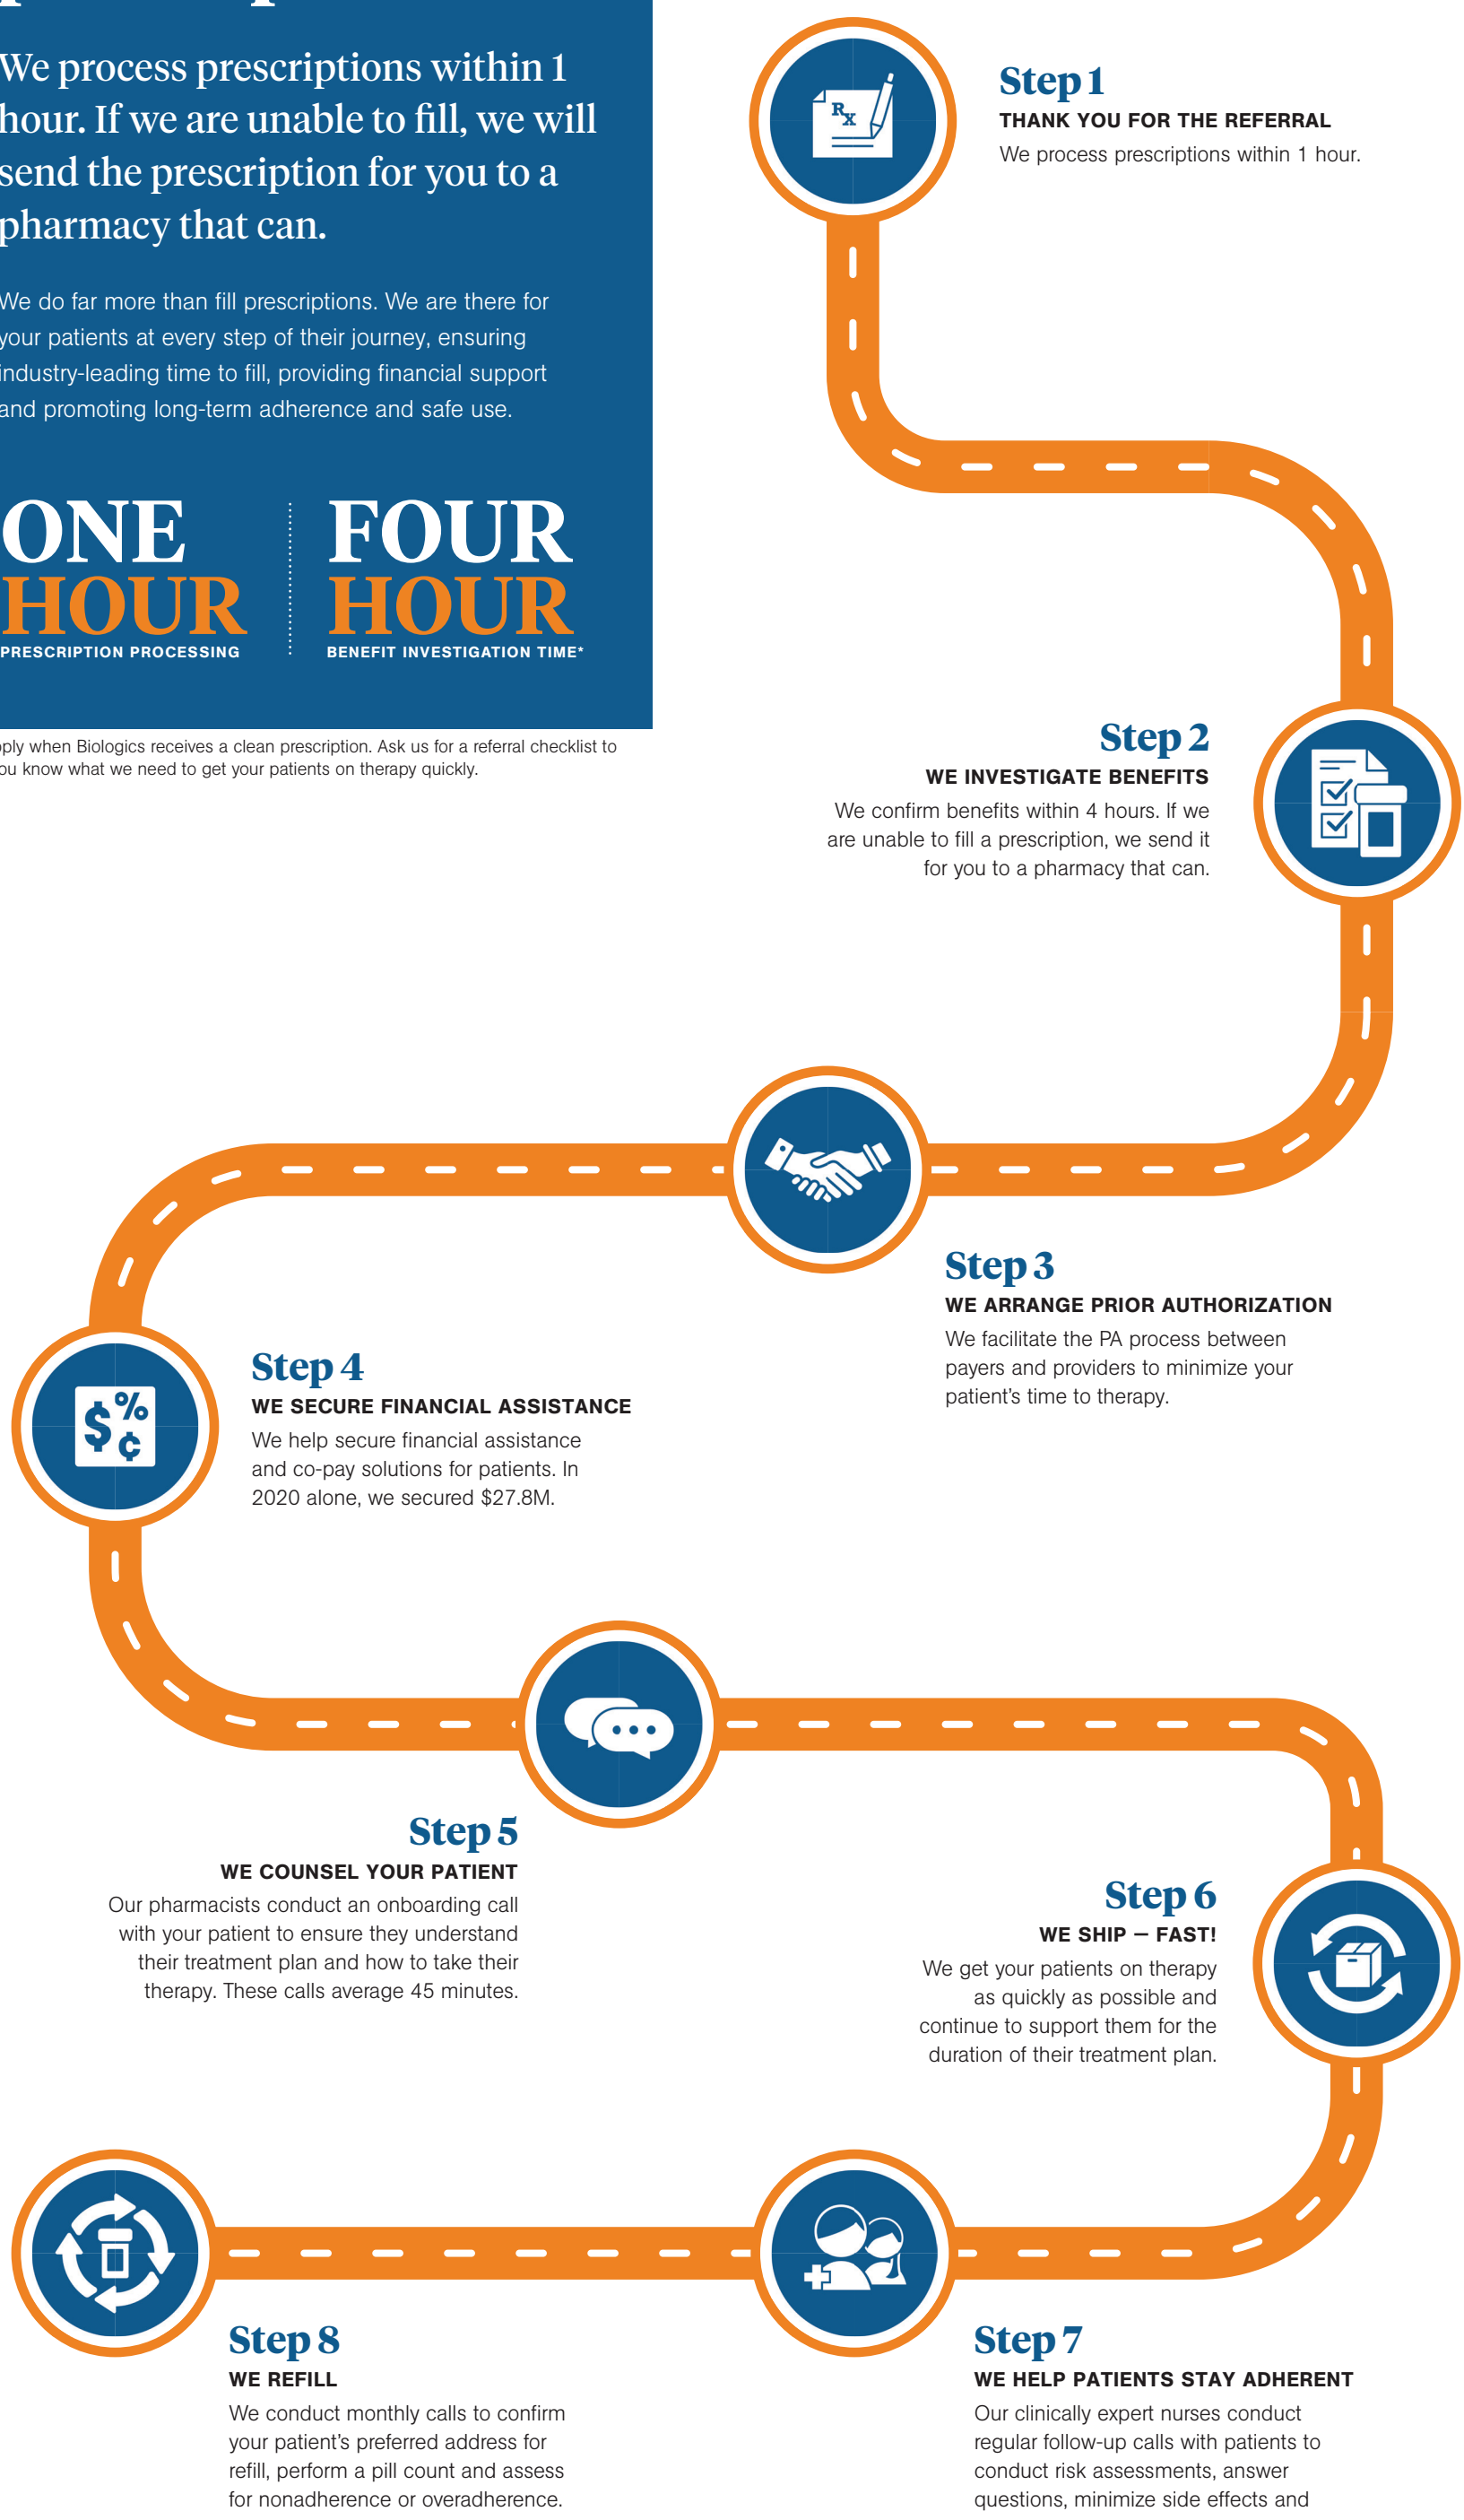 We process prescriptions within 1
hour. If we are unable to fill, we will
send the prescription for you to a
pharmacy that can.
We do far more than fill prescriptions. We are there for
your patients at every step of their journey, ensuring
industry-leading time to fill, providing financial support
and promoting long-term adherence and safe use.
ONE
HOUR
PRESCRIPTION PROCESSING
FOUR
HOUR
BENEFIT INVESTIGATION TIME*
when Biologics receives a clean prescription. Ask us for a referral checklist to
know what we need to get your patients on therapy quickly.
Step 1
THANK YOU FOR THE REFERRAL
We process prescriptions within 1 hour.
Rx
Step 2
WE INVESTIGATE BENEFITS
We confirm benefits within 4 hours. If we
are unable to fill a prescription, we send it
for you to a pharmacy that can.
Step 3
WE ARRANGE PRIOR AUTHORIZATION
We facilitate the PA process between
payers and providers to minimize your
patient's time to therapy.
$ % ¢
Step 4
WE SECURE FINANCIAL ASSISTANCE
We help secure financial assistance
and co-pay solutions for patients. In
2020 alone, we secured $27.8M.
Step 5
WE COUNSEL YOUR PATIENT
Our pharmacists conduct an onboarding call
with your patient to ensure they understand
their treatment plan and how to take their
therapy. These calls average 45 minutes.
Step 6
WE SHIP — FAST!
We get your patients on therapy
as quickly as possible and
continue to support them for the
duration of their treatment plan.
Step 7
WE HELP PATIENTS STAY ADHERENT
Our clinically expert nurses conduct
regular follow-up calls with patients to
conduct risk assessments, answer
questions, minimize side effects and
Step 8
WE REFILL
We conduct monthly calls to confirm
your patient's preferred address for
refill, perform a pill count and assess
for nonadherence or overadherence.